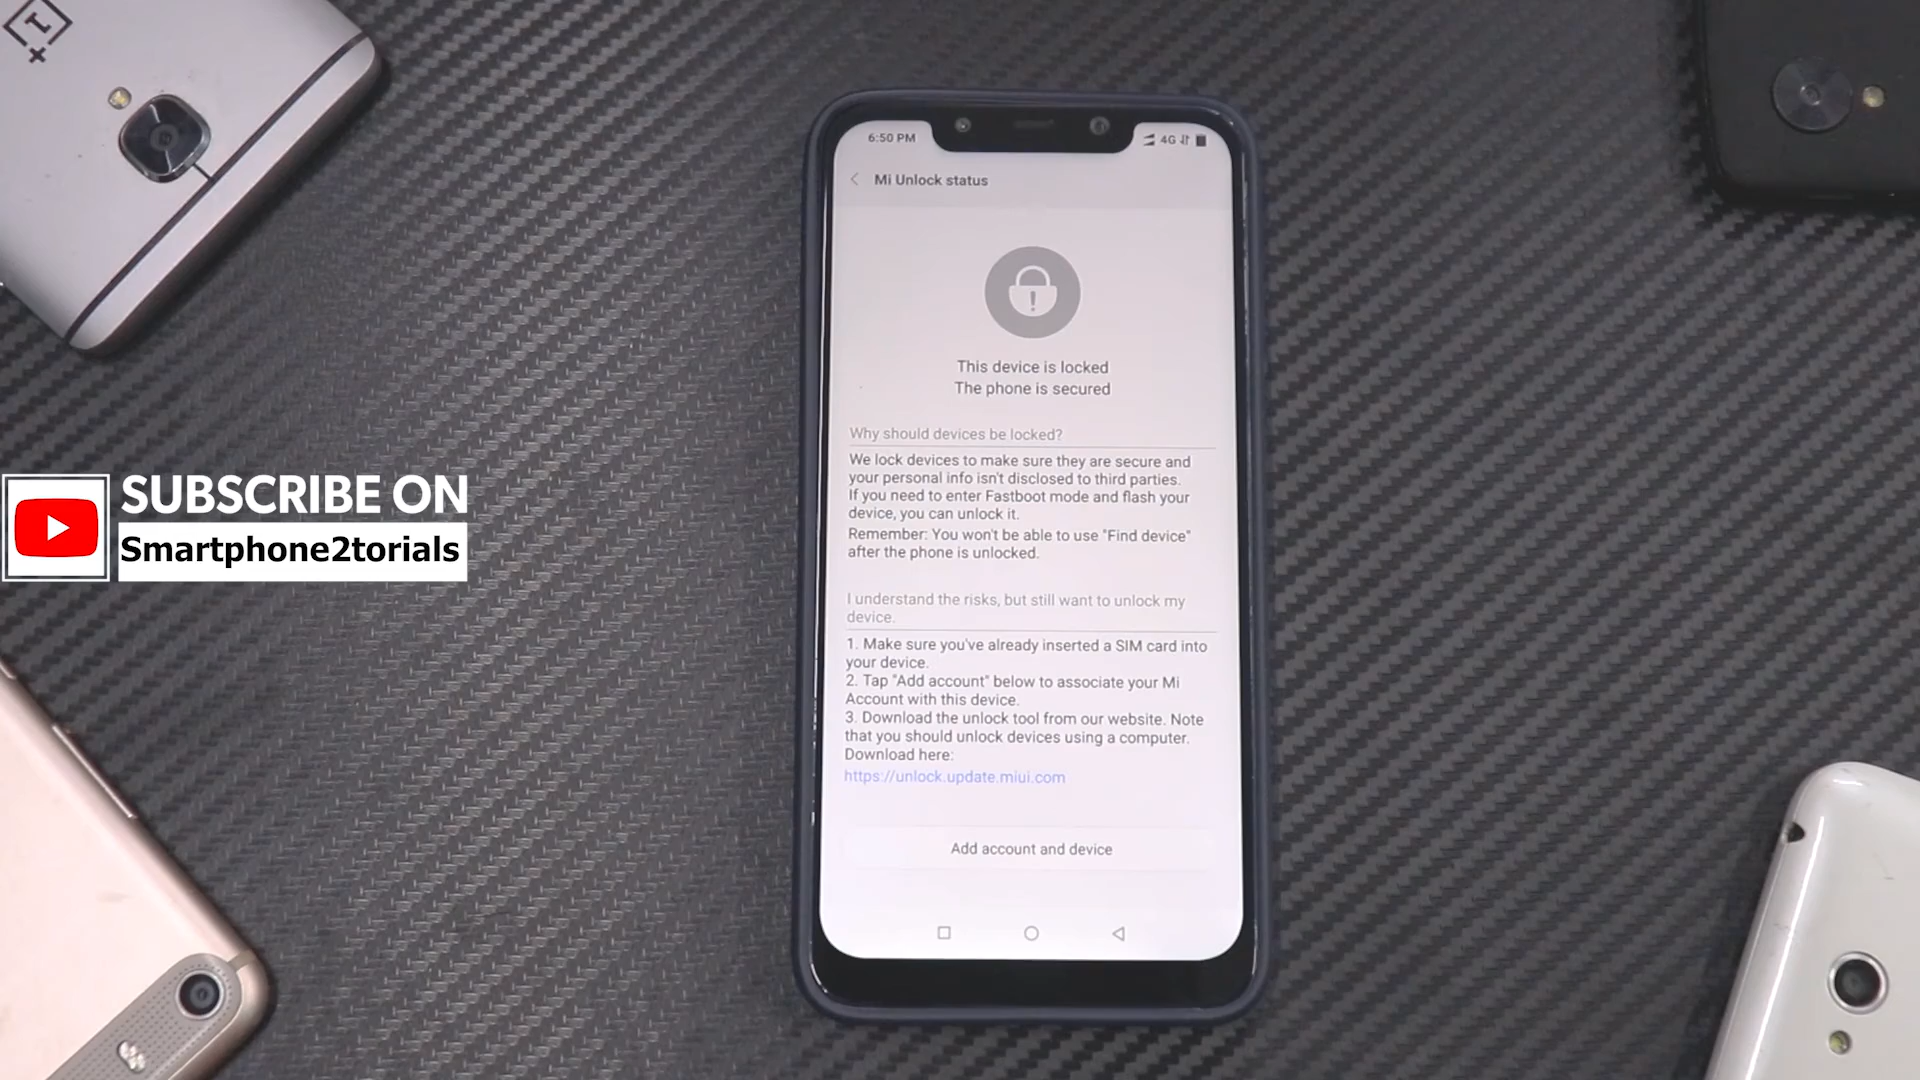 6:50 PM
4G
Mi Unlock status
This device is locked
The phone is secured
Why should devices be locked?
We lock devices to make sure they are secure and
your personal info isn't disclosed to third parties.
If you need to enter Fastboot mode and flash your
device, you can unlock it.
Remember: You won't be able to use "Find device"
after the phone is unlocked.
I understand the risks, but still want to unlock my
device.
1. Make sure you've already inserted a SIM card into
your device.
2. Tap "Add account" below to associate your Mi
Account with this device.
3. Download the unlock tool from our website. Note
that you should unlock devices using a computer.
Download here:
https://unlock.update.miui.com
Add account and device
SUBSCRIBE ON
Smartphone2torials